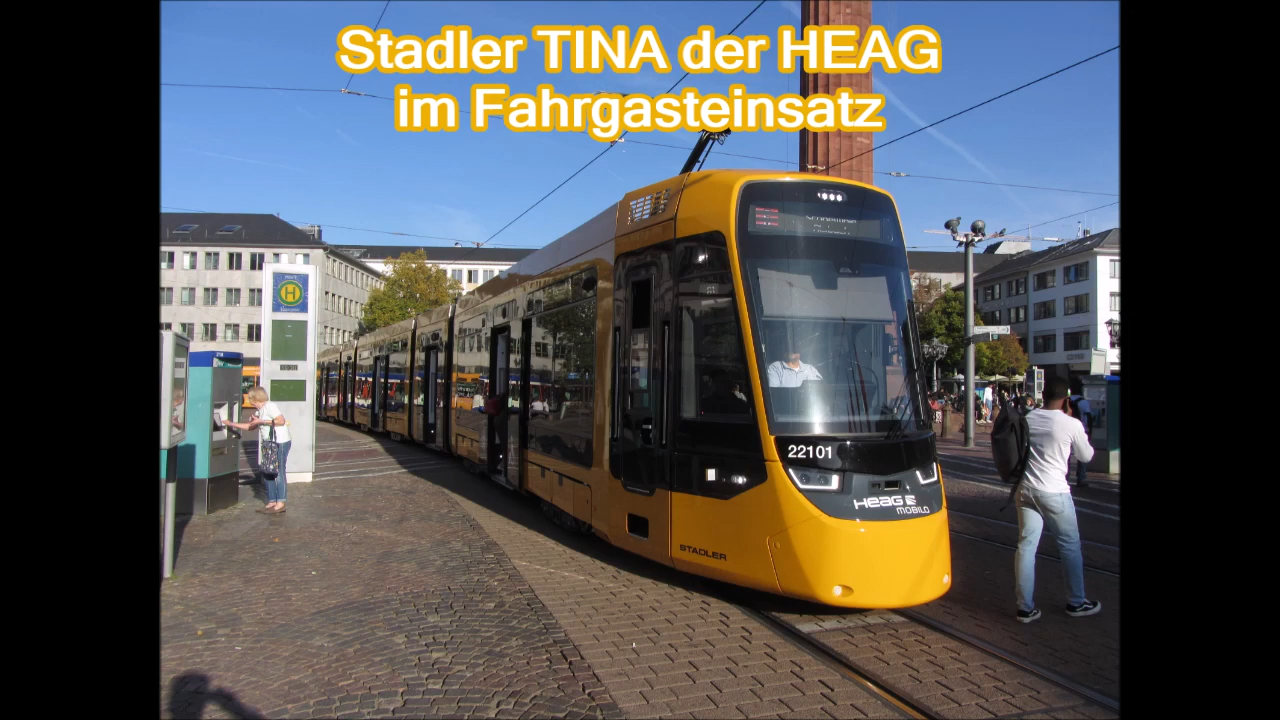 Stadler TINA der HEAG
im Fahrgasteinsatz
H
22101
HEAG
MOBILO
STADLER